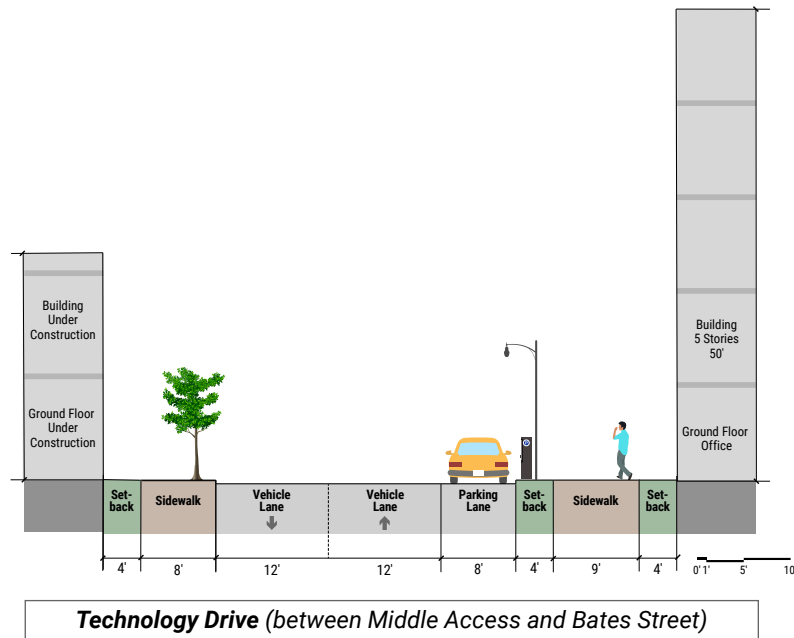 Building
Under
Construction
Building
5 Stories
50'
Ground Floor
Under
Construction
Ground Floor
Office
P
Set-
back
Sidewalk
Vehicle
Lane
Vehicle
Lane
Parking
Lane
Set-
back
Sidewalk
Set-
back
4'
8'
12'
12'
8'
4'
9'
4'
0' 1' 5' 10
Technology Drive (between Middle Access and Bates Street)